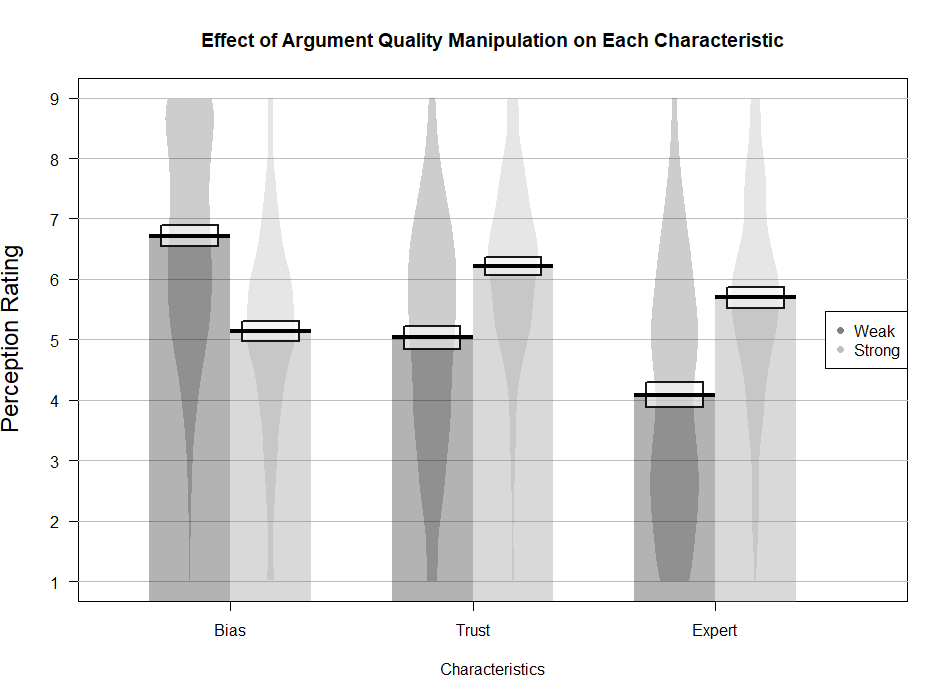 Effect of Argument Quality Manipulation on Each Characteristic
Perception Rating
9
8
7
6
5
4
3
2
1
Weak
Strong
Bias
Trust
Expert
Characteristics